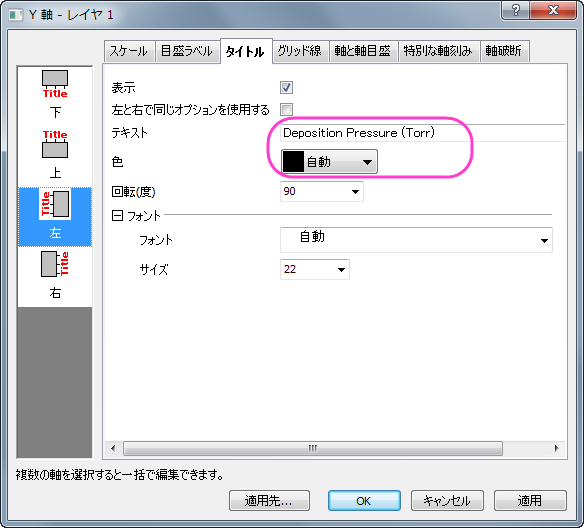 Y 軸 - レイヤ 1
スケール 目盛ラベル タイトル グリッド線 軸と軸目盛 特別な軸刻み 軸破断
Title
下
Title
上
Title
左
Title
右
表示
左と右で同じオプションを使用する
テキスト Deposition Pressure (Torr)
色 自動
回転(度) 90
フォント
フォント 自動
サイズ 22
複数の軸を選択すると一括で編集できます。
適用先... OK キャンセル 適用